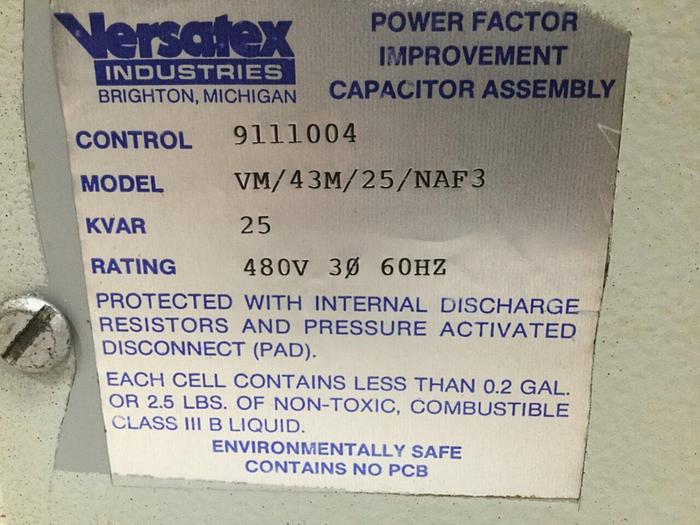 Versatex
INDUSTRIES
BRIGHTON, MICHIGAN
POWER FACTOR
IMPROVEMENT
CAPACITOR ASSEMBLY
CONTROL 9111004
MODEL VM/43M/25/NAF3
KVAR 25
RATING 480V 3Ø 60HZ
PROTECTED WITH INTERNAL DISCHARGE
RESISTORS AND PRESSURE ACTIVATED
DISCONNECT (PAD).
EACH CELL CONTAINS LESS THAN 0.2 GAL.
OR 2.5 LBS. OF NON-TOXIC, COMBUSTIBLE
CLASS III B LIQUID.
ENVIRONMENTALLY SAFE
CONTAINS NO PCB